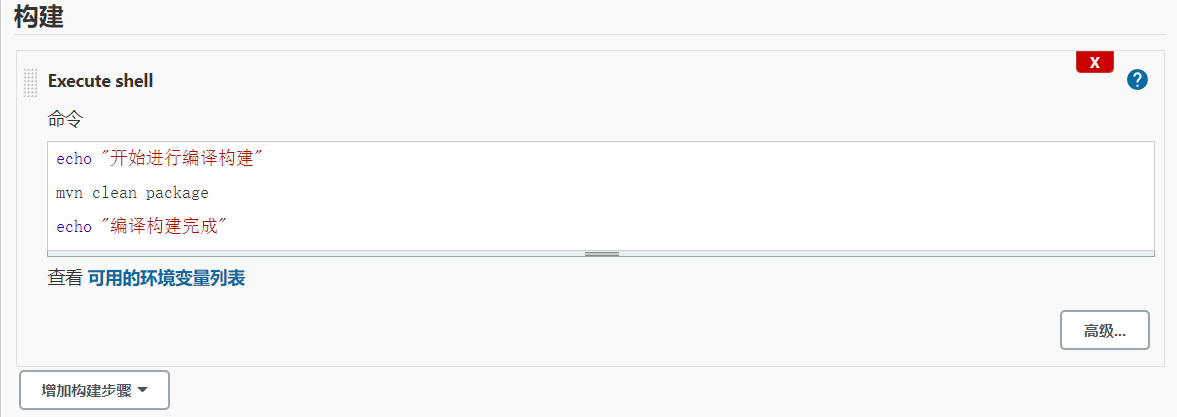 构建
X
Execute shell
?
命令
echo "开始进行编译构建"
mvn clean package
echo "编译构建完成"
查看 可用的环境变量列表
高级...
增加构建步骤